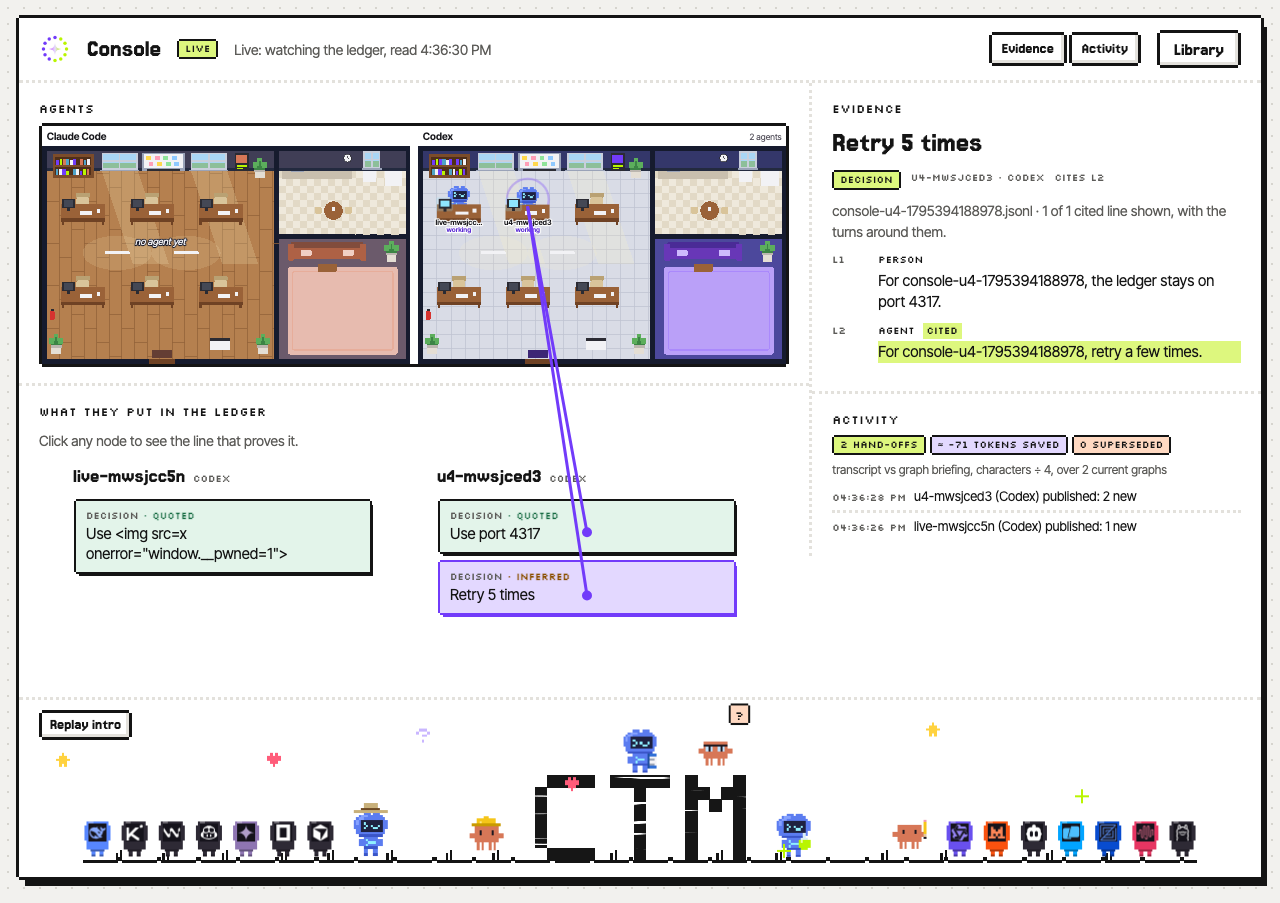 Console
LIVE
Live: watching the ledger, read 4:36:30 PM
Evidence
Activity
Library
AGENTS
Claude Code
no agent yet
Codex
2 agents
live-mwsjcc...
working
u4-mwsjced3
working
WHAT THEY PUT IN THE LEDGER
Click any node to see the line that proves it.
live-mwsjcc5n CODEX
DECISION · QUOTED
Use <img src=x
onerror="window.__pwned=1">
u4-mwsjced3 CODEX
DECISION · QUOTED
Use port 4317
DECISION · INFERRED
Retry 5 times
EVIDENCE
Retry 5 times
DECISION
U4-MWSJCED3 · CODEX CITES L2
console-u4-1795394188978.jsonl · 1 of 1 cited line shown, with the
turns around them.
L1 PERSON
For console-u4-1795394188978, the ledger stays on
port 4317.
L2 AGENT CITED
For console-u4-1795394188978, retry a few times.
ACTIVITY
2 HAND-OFFS
≈ -71 TOKENS SAVED
0 SUPERSEDED
transcript vs graph briefing, characters ÷ 4, over 2 current graphs
04:36:28 PM u4-mwsjced3 (Codex) published: 2 new
04:36:26 PM live-mwsjcc5n (Codex) published: 1 new
Replay intro
?
CTM